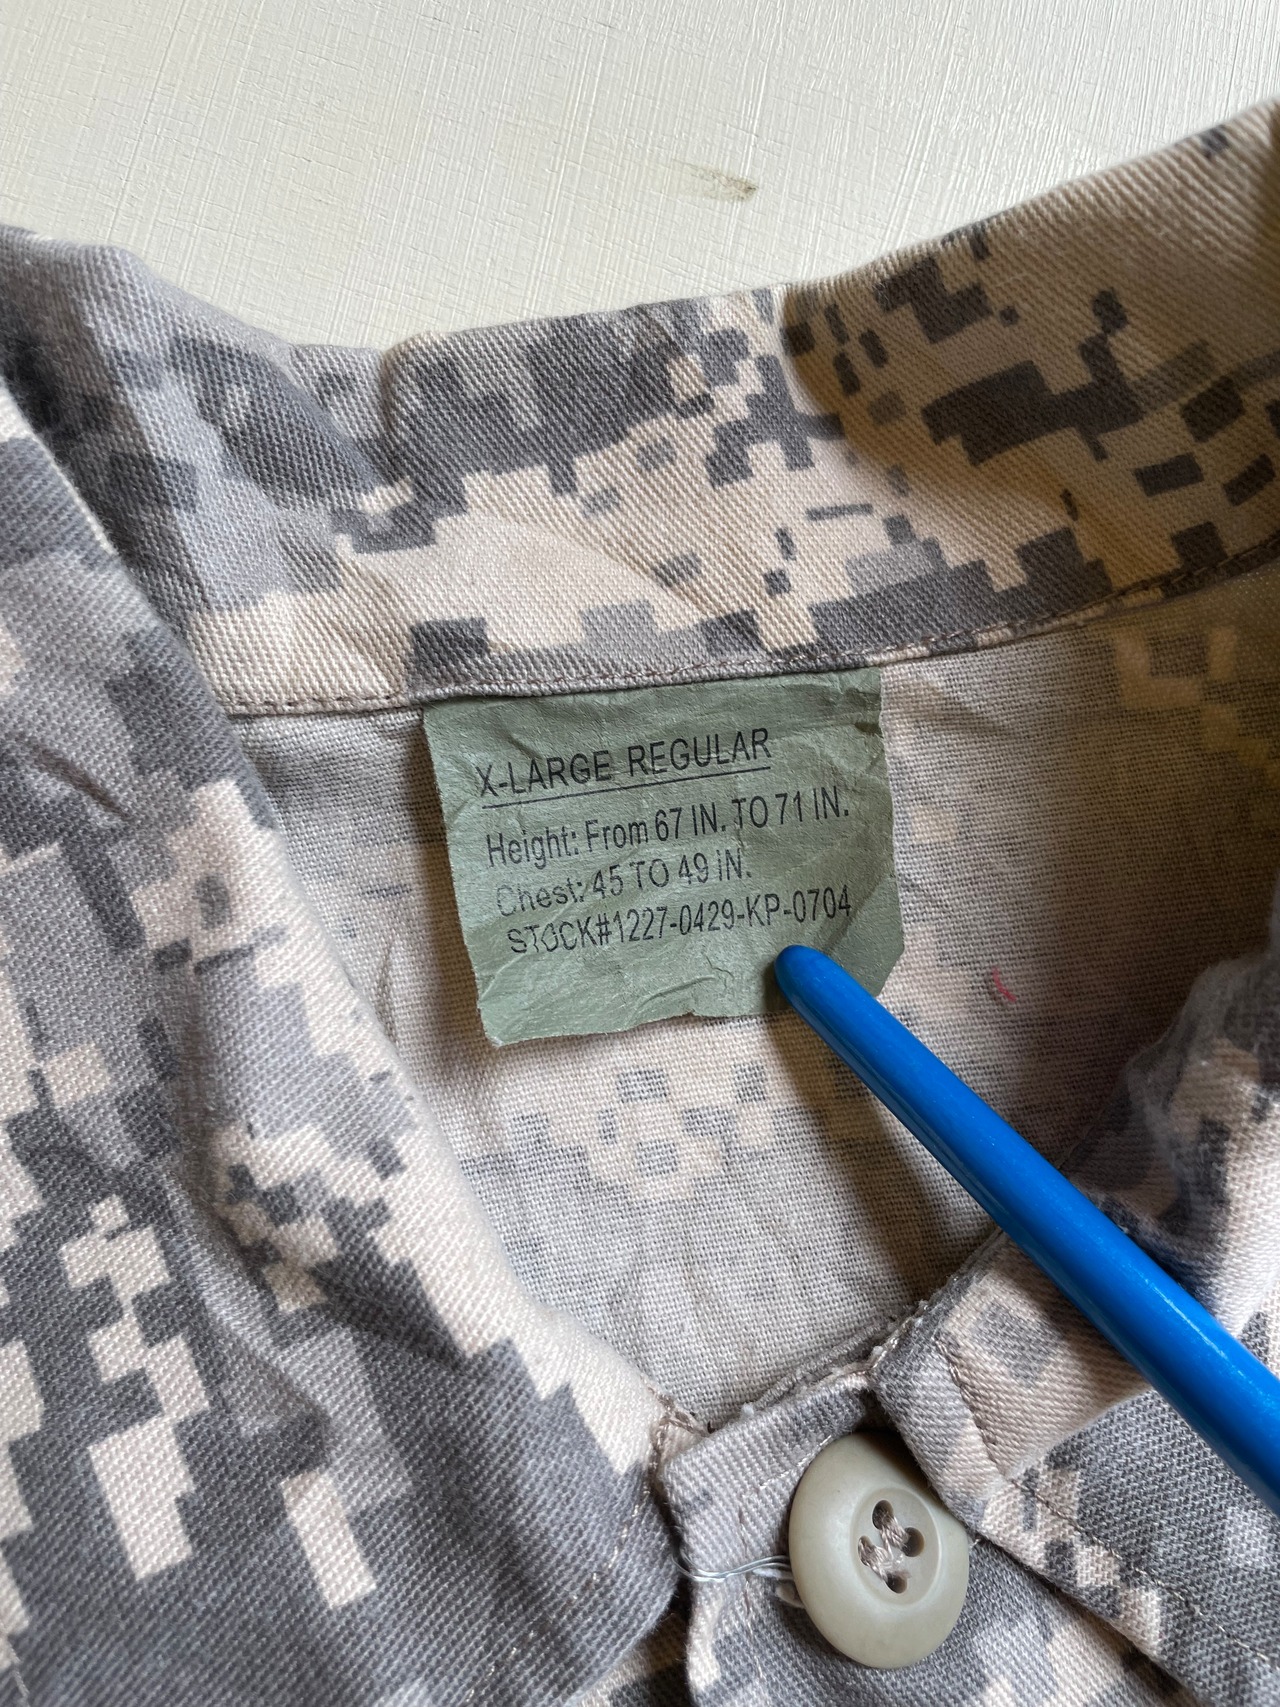 X-LARGE REGULAR
Height: From 67 IN. TO 71 IN.
Chest: 45 TO 49 IN.
STOCK#1227-0429-KP-0704